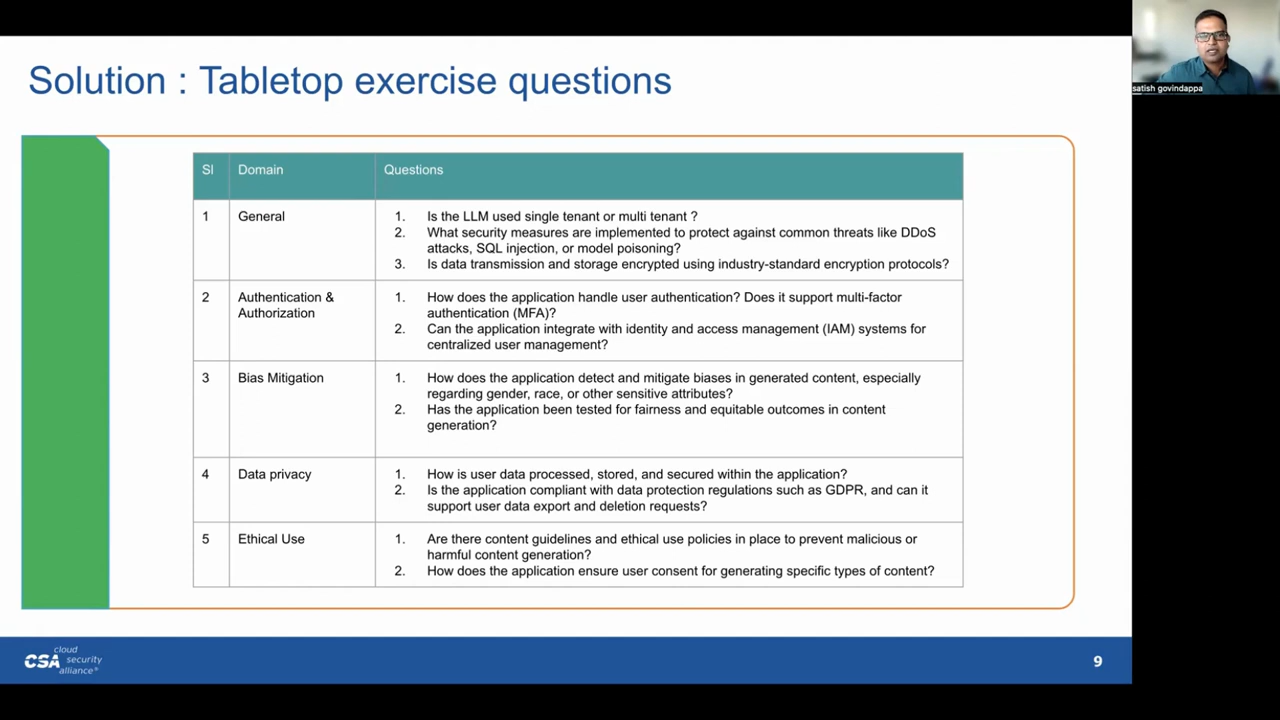 Solution : Tabletop exercise questions
satish govindappa
Sl Domain Questions
1 General
1. Is the LLM used single tenant or multi tenant ?
2. What security measures are implemented to protect against common threats like DDoS
attacks, SQL injection, or model poisoning?
3. Is data transmission and storage encrypted using industry-standard encryption protocols?
2 Authentication &
Authorization
1. How does the application handle user authentication? Does it support multi-factor
authentication (MFA)?
2. Can the application integrate with identity and access management (IAM) systems for
centralized user management?
3 Bias Mitigation
1. How does the application detect and mitigate biases in generated content, especially
regarding gender, race, or other sensitive attributes?
2. Has the application been tested for fairness and equitable outcomes in content
generation?
4 Data privacy
1. How is user data processed, stored, and secured within the application?
2. Is the application compliant with data protection regulations such as GDPR, and can it
support user data export and deletion requests?
5 Ethical Use
1. Are there content guidelines and ethical use policies in place to prevent malicious or
harmful content generation?
2. How does the application ensure user consent for generating specific types of content?
CSA cloud
security
alliance®
9